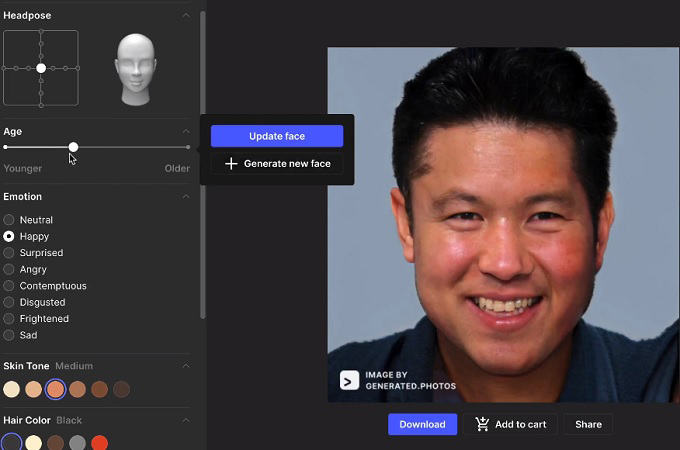 Headpose
Age
Younger Older
Update face
Generate new face
Emotion
Neutral
Happy
Surprised
Angry
Contemptuous
Disgusted
Frightened
Sad
Skin Tone Medium
Hair Color Black
IMAGE BY
GENERATED.PHOTOS
Download Add to cart Share